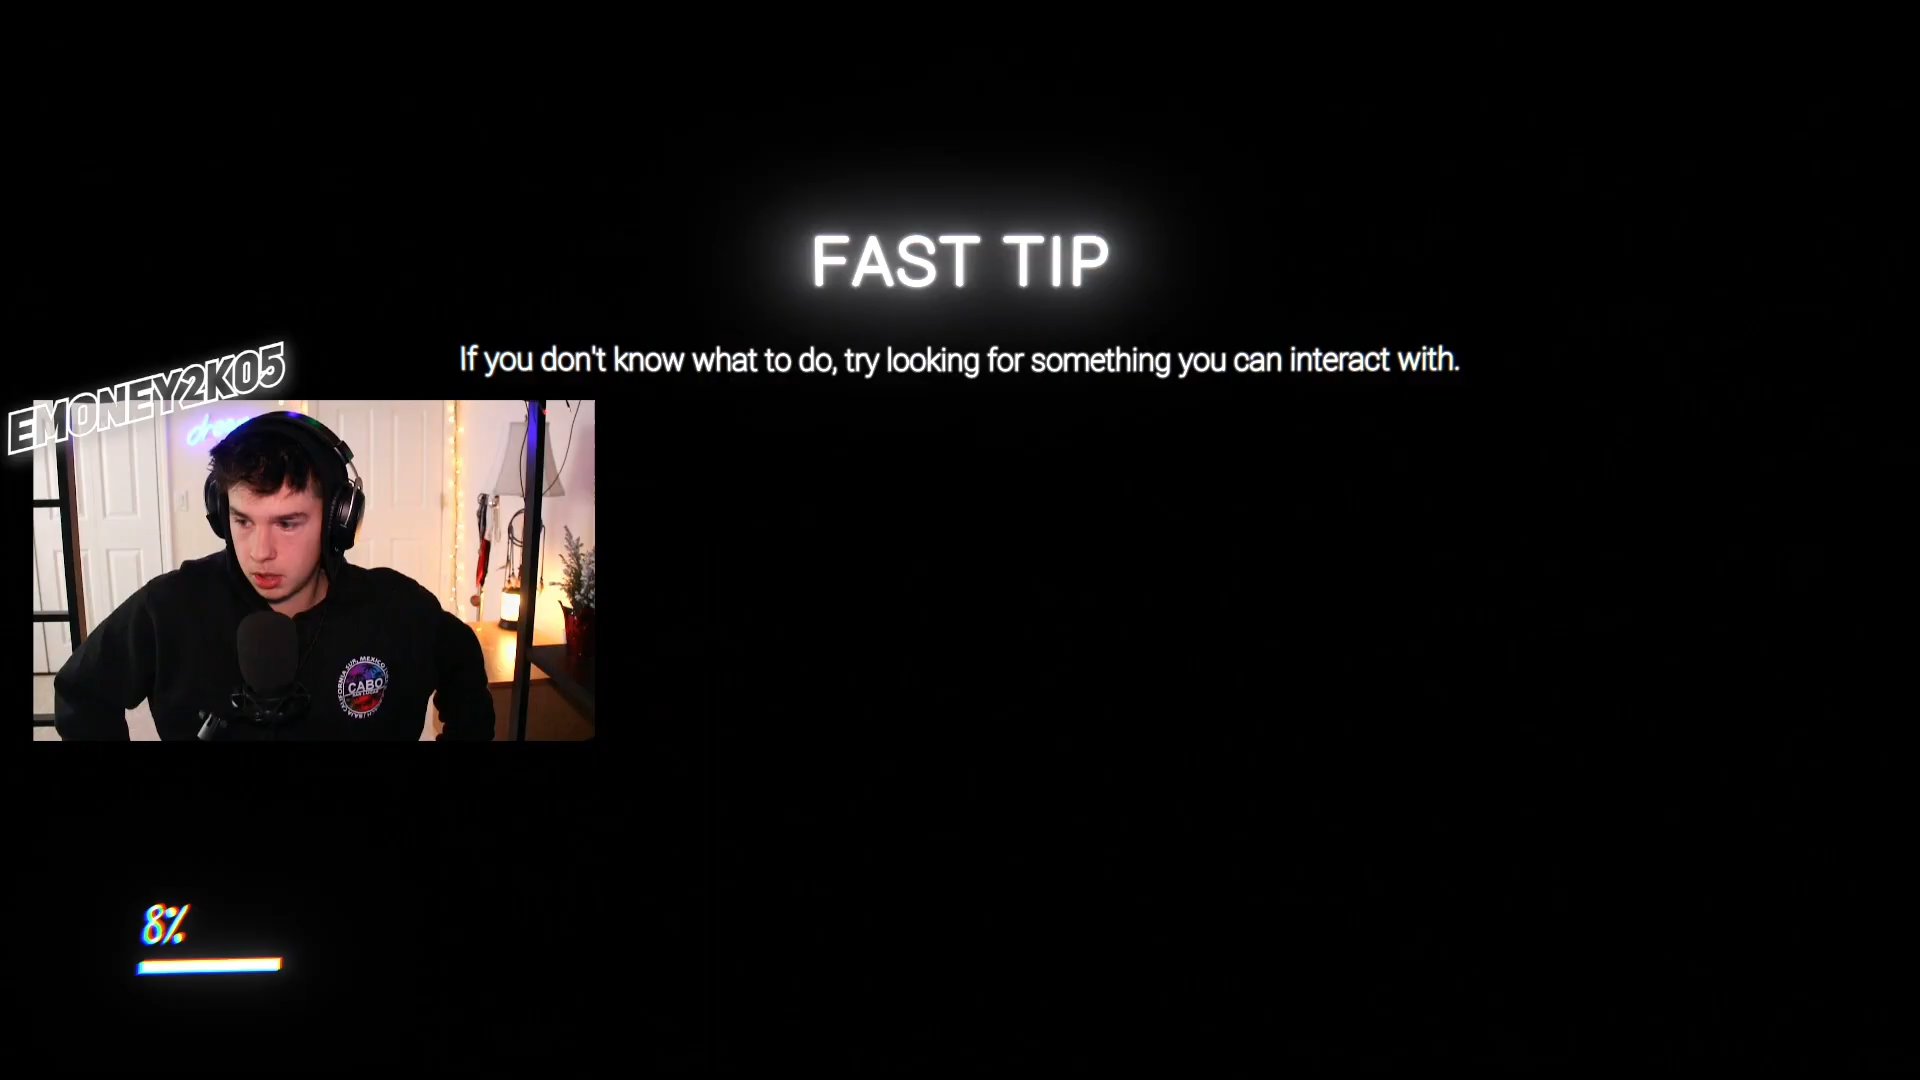 FAST TIP
If you don't know what to do, try looking for something you can interact with.
EMONEY2K05
CABO
8%